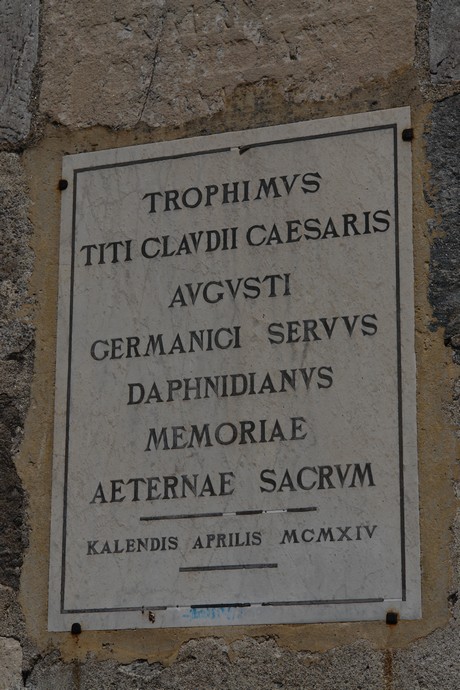 TROPHIMVS
TITI CLAVDII CAESARIS
AVGVSTI
GERMANICI SERVVS
DAPHNIDIANVS
MEMORIAE
AETERNAE SACRVM
KALENDIS APRILIS MCMXIV